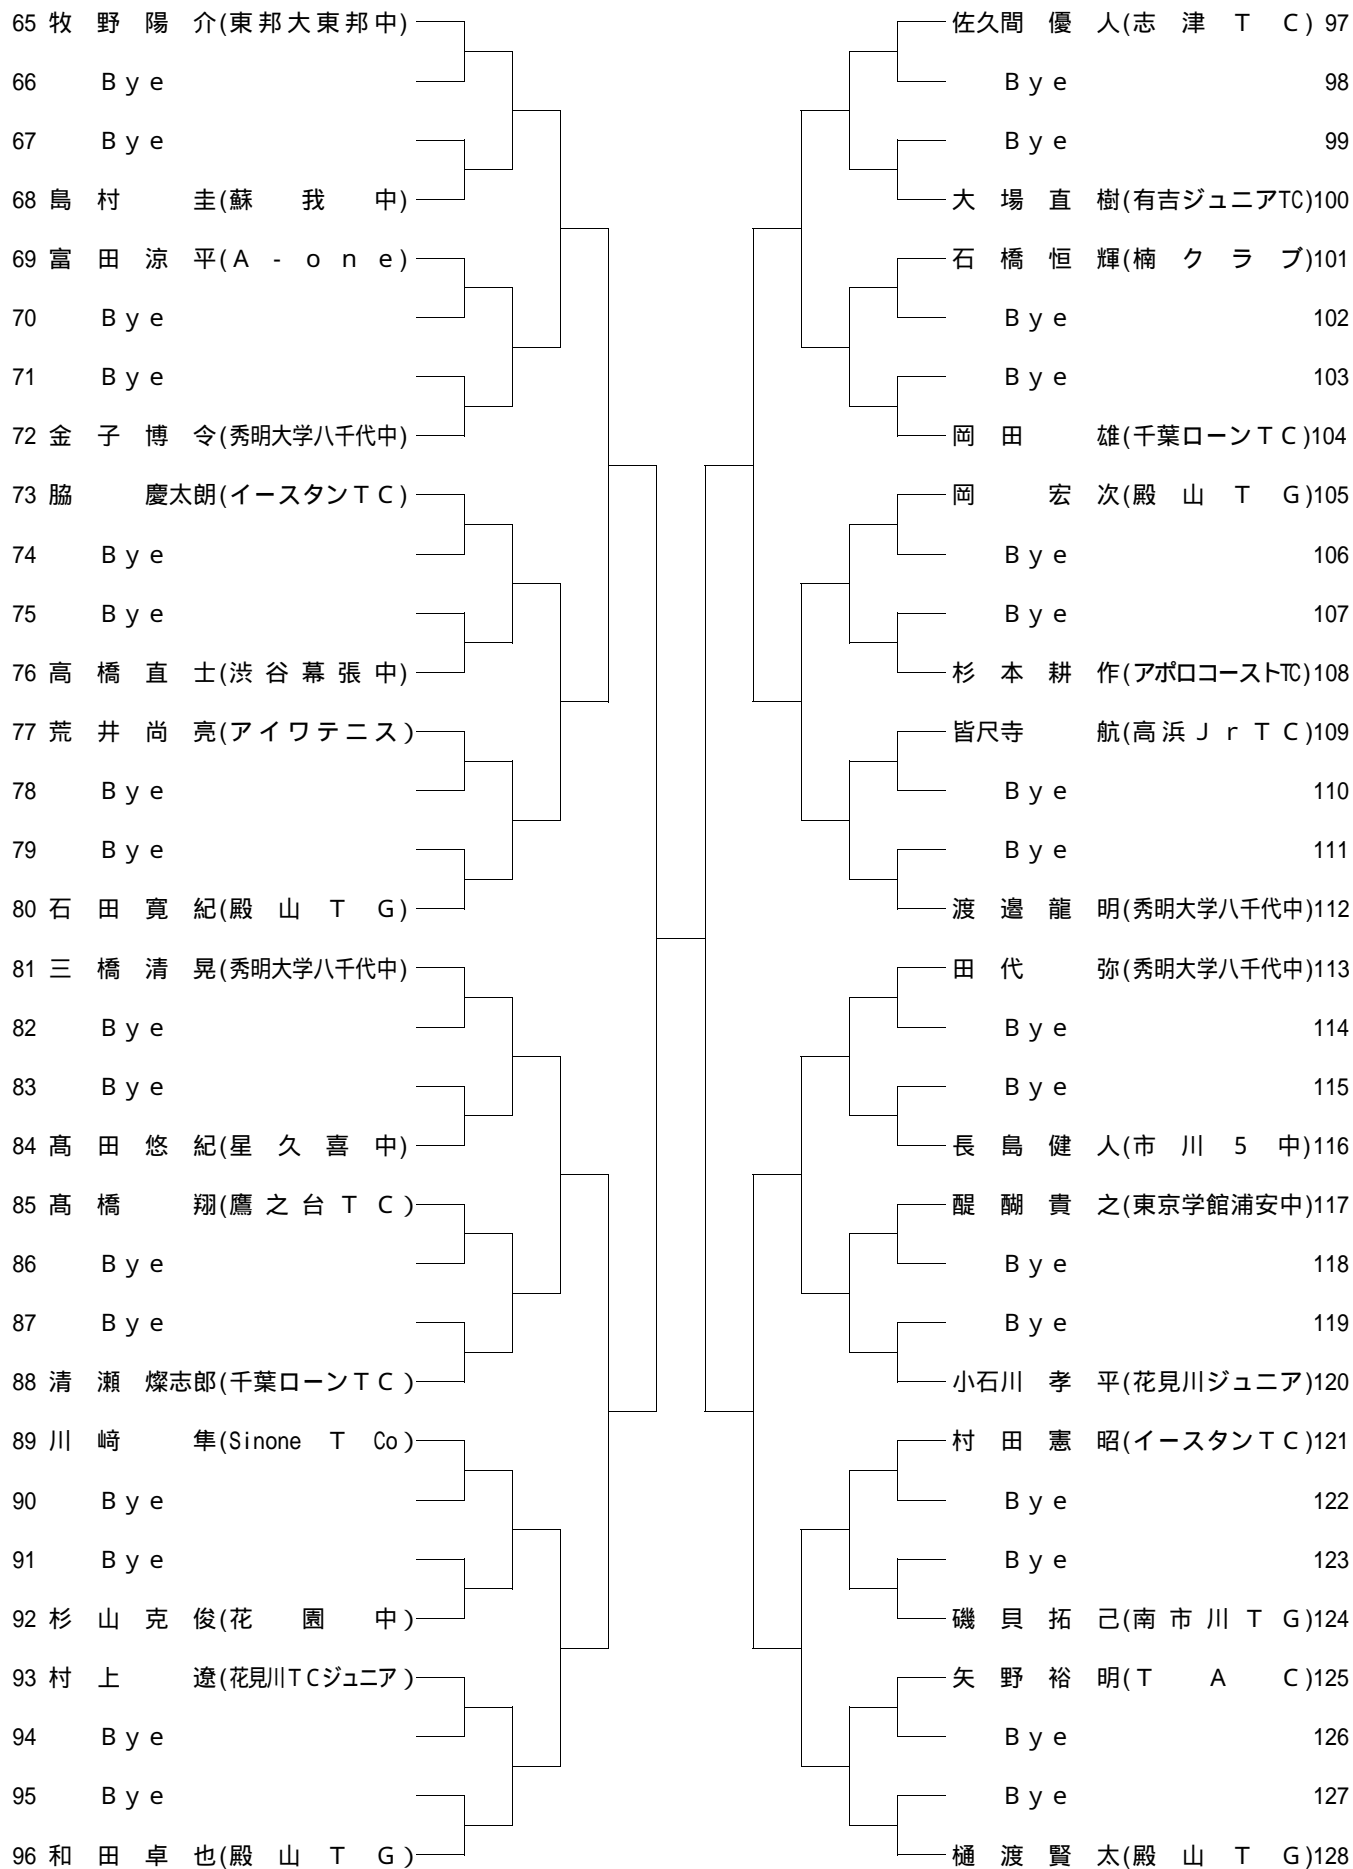 65 牧 野 陽 介(東邦大東邦中)
66 Bye
67 Bye
68 島 村 圭(蘇 我 中)
69 富 田 涼 平(A - o n e)
70 Bye
71 Bye
72 金 子 博 令(秀明大学八千代中)
73 脇 慶太朗(イースタンTC)
74 Bye
75 Bye
76 高 橋 直 士(渋谷幕張中)
77 荒 井 尚 亮(アイワテニス)
78 Bye
79 Bye
80 石 田 寛 紀(殿 山 T G)
81 三 橋 清 晃(秀明大学八千代中)
82 Bye
83 Bye
84 髙 田 悠 紀(星 久 喜 中)
85 髙 橋 翔(鷹之台TC)
86 Bye
87 Bye
88 清 瀬 燦志郎(千葉ローンTC)
89 川 﨑 隼(Sinone T Co)
90 Bye
91 Bye
92 杉 山 克 俊(花 園 中)
93 村 上 遼(花見川TCジュニア)
94 Bye
95 Bye
96 和 田 卓 也(殿 山 T G)
佐久間 優 人(志 津 T C) 97
Bye 98
Bye 99
大 場 直 樹(有吉ジュニアTC)100
石 橋 恒 輝(楠 ク ラ ブ)101
Bye 102
Bye 103
岡 田 雄(千葉ローンTC)104
岡 宏 次(殿 山 T G)105
Bye 106
Bye 107
杉 本 耕 作(アポロコーストTC)108
皆尺寺 航(高浜JrTC)109
Bye 110
Bye 111
渡 邉 龍 明(秀明大学八千代中)112
田 代 弥(秀明大学八千代中)113
Bye 114
Bye 115
長 島 健 人(市 川 5 中)116
醍 醐 貴 之(東京学館浦安中)117
Bye 118
Bye 119
小石川 孝 平(花見川ジュニア)120
村 田 憲 昭(イースタンTC)121
Bye 122
Bye 123
磯 貝 拓 己(南市川TG)124
矢 野 裕 明(T A C)125
Bye 126
Bye 127
樋 渡 賢 太(殿 山 T G)128